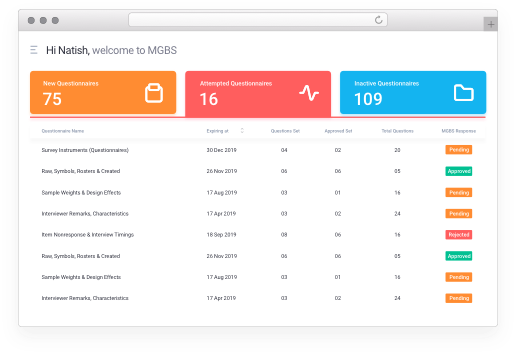 Hi Natish, welcome to MGBS
New Questionnaires
75
Attempted Questionnaires
16
Inactive Questionnaires
109
Questionnaire Name Expiring at Questions Set Approved Set Total Questions MGBS Response
Survey Instruments (Questionnaires) 30 Dec 2019 04 02 20 Pending
Raw, Symbols, Rosters & Created 26 Nov 2019 06 06 05 Approved
Sample Weights & Design Effects 17 Aug 2019 03 01 16 Pending
Interviewer Remarks, Characteristics 17 Apr 2019 03 02 24 Pending
Item Nonresponse & Interview Timings 18 Sep 2019 08 06 16 Rejected
Raw, Symbols, Rosters & Created 26 Nov 2019 06 06 05 Approved
Sample Weights & Design Effects 17 Aug 2019 03 01 16 Pending
Interviewer Remarks, Characteristics 17 Apr 2019 03 02 24 Pending